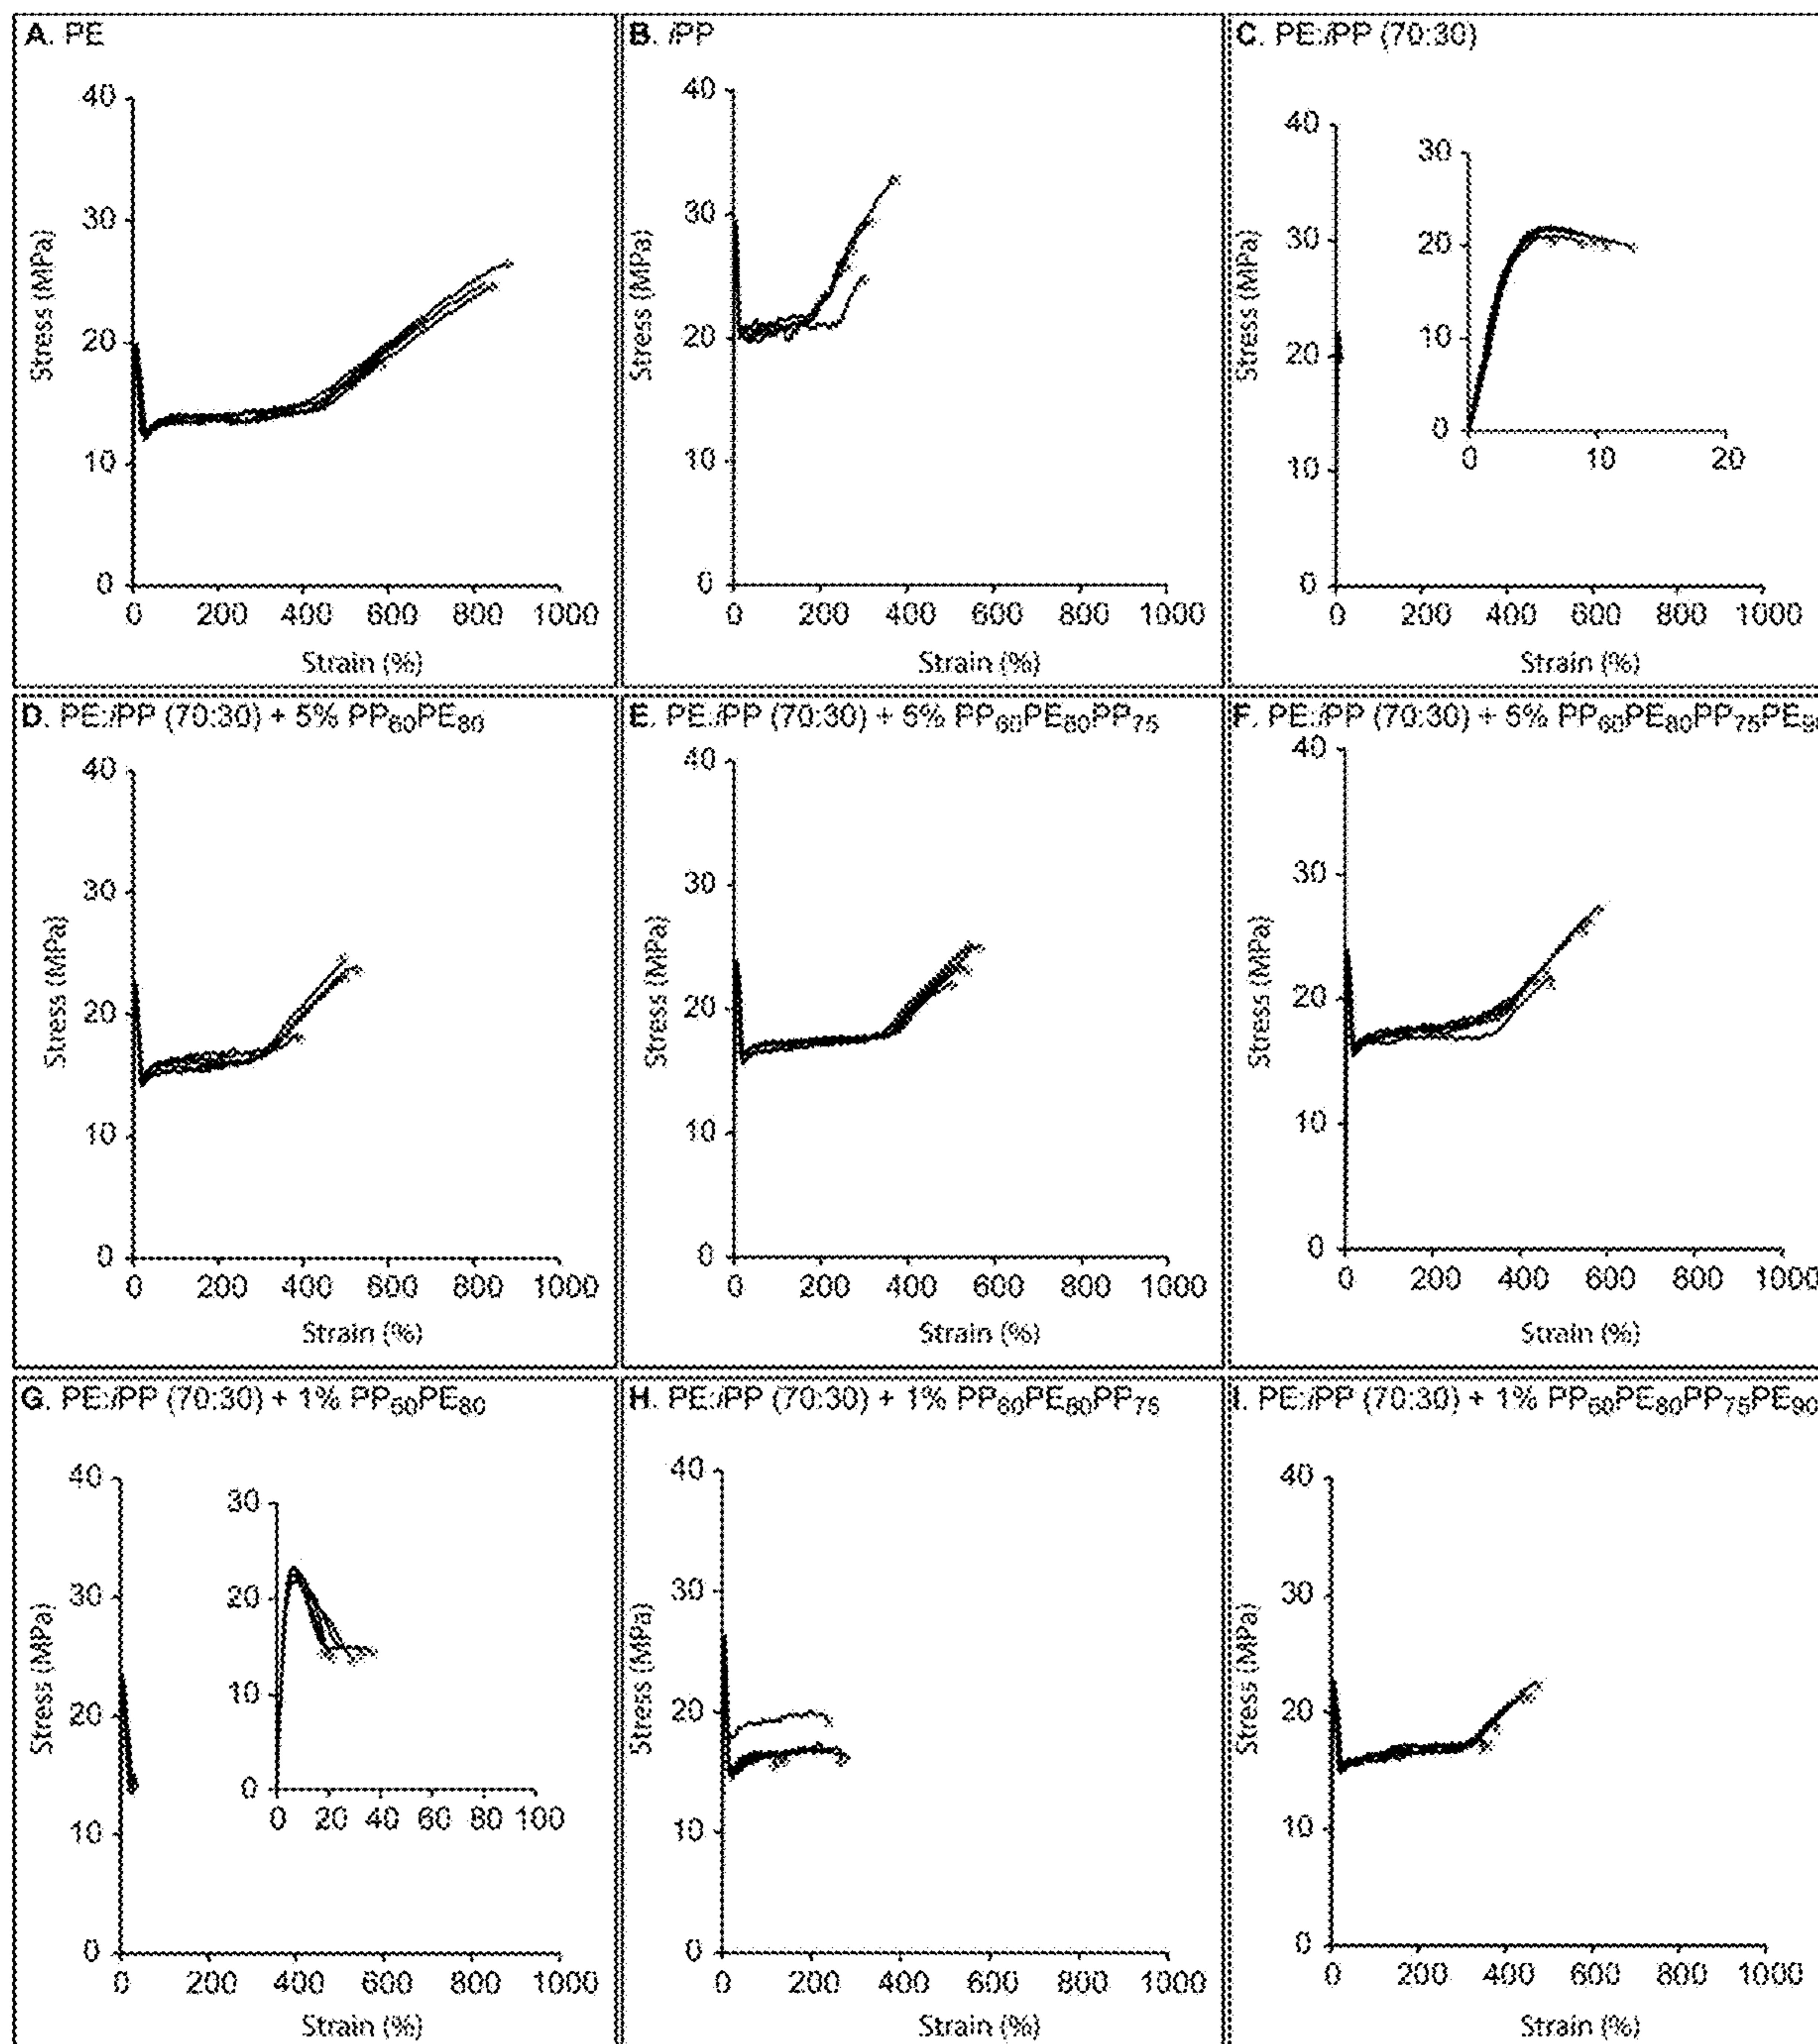 A. PE
40
30
20
10
0
0 200 400 600 800 1000
Stress (MPa)
Strain (%)
B. iPP
40
30
20
10
0
0 200 400 600 800 1000
Stress (MPa)
Strain (%)
C. PE:iPP (70:30)
40
30
20
10
0
0 200 400 600 800 1000
Stress (MPa)
Strain (%)
30
20
10
0
0 10 20
D. PE:iPP (70:30) + 5% PP60PE80
40
30
20
10
0
0 200 400 600 800 1000
Stress (MPa)
Strain (%)
E. PE:iPP (70:30) + 5% PP60PE80PP75
40
30
20
10
0
0 200 400 600 800 1000
Stress (MPa)
Strain (%)
F. PE:iPP (70:30) + 5% PP60PE80PP75PE90
40
30
20
10
0
0 200 400 600 800 1000
Stress (MPa)
Strain (%)
G. PE:iPP (70:30) + 1% PP60PE80
40
30
20
10
0
0 200 400 600 800 1000
Stress (MPa)
Strain (%)
30
20
10
0
0 20 40 60 80 100
H. PE:iPP (70:30) + 1% PP60PE80PP75
40
30
20
10
0
0 200 400 600 800 1000
Stress (MPa)
Strain (%)
I. PE:iPP (70:30) + 1% PP60PE80PP75PE90
40
30
20
10
0
0 200 400 600 800 1000
Stress (MPa)
Strain (%)